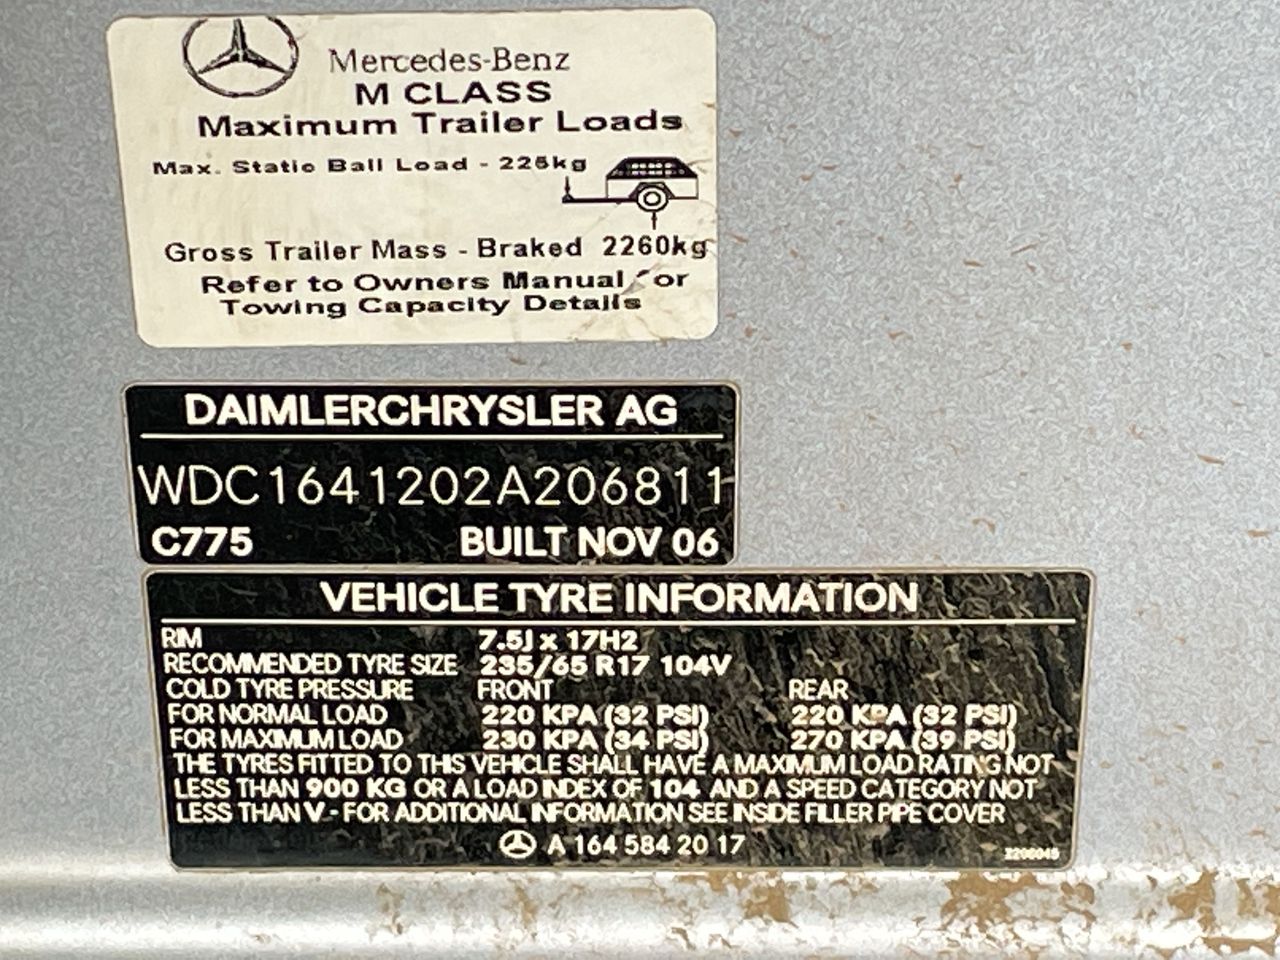 Mercedes-Benz
M CLASS
Maximum Trailer Loads
Max. Static Ball Load - 225kg
Gross Trailer Mass - Braked 2260kg
Refer to Owners Manual for
Towing Capacity Details
DAIMLERCHRYSLER AG
WDC1641202A206811
C775 BUILT NOV 06
VEHICLE TYRE INFORMATION
RIM 7.5J x 17H2
RECOMMENDED TYRE SIZE 235/65 R17 104V
COLD TYRE PRESSURE FRONT REAR
FOR NORMAL LOAD 220 KPA (32 PSI) 220 KPA (32 PSI)
FOR MAXIMUM LOAD 230 KPA (34 PSI) 270 KPA (39 PSI)
THE TYRES FITTED TO THIS VEHICLE SHALL HAVE A MAXIMUM LOAD RATING NOT
LESS THAN 900 KG OR A LOAD INDEX OF 104 AND A SPEED CATEGORY NOT
LESS THAN V - FOR ADDITIONAL INFORMATION SEE INSIDE FILLER PIPE COVER
A 164 584 20 17